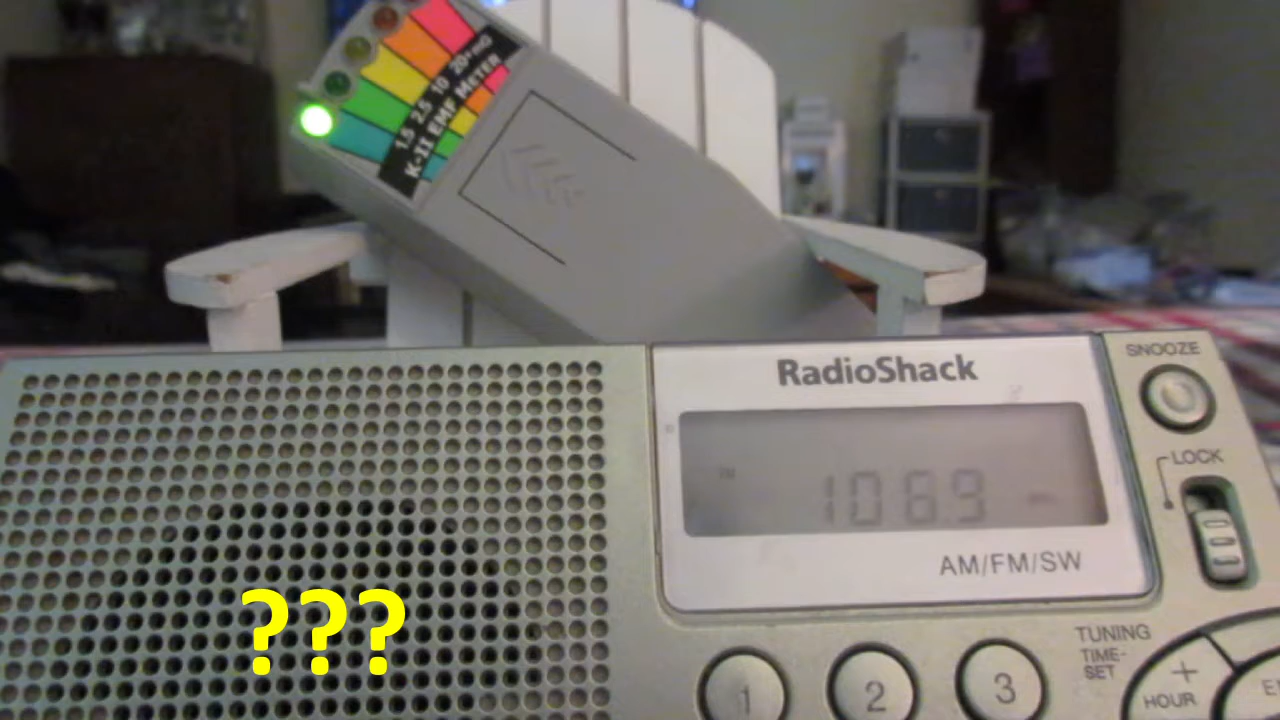 1.5 2.5 10 20+ mG
K-II EMF METER
RadioShack
106.9
AM/FM/SW
SNOOZE
LOCK
TUNING
TIME-
SET
+
HOUR
1
2
3
???